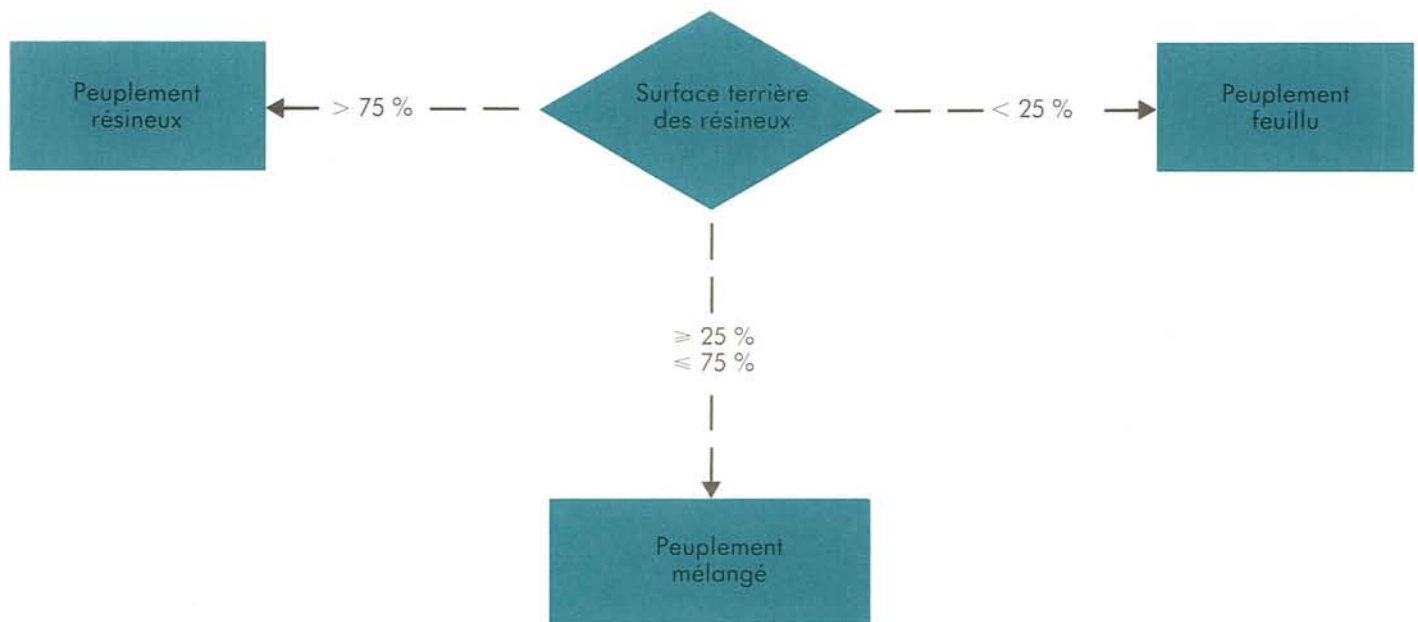 Peuplement
résineux
> 75 %
Surface terrière
des résineux
< 25 %
Peuplement
feuillu
≥ 25 %
≤ 75 %
Peuplement
mélangé